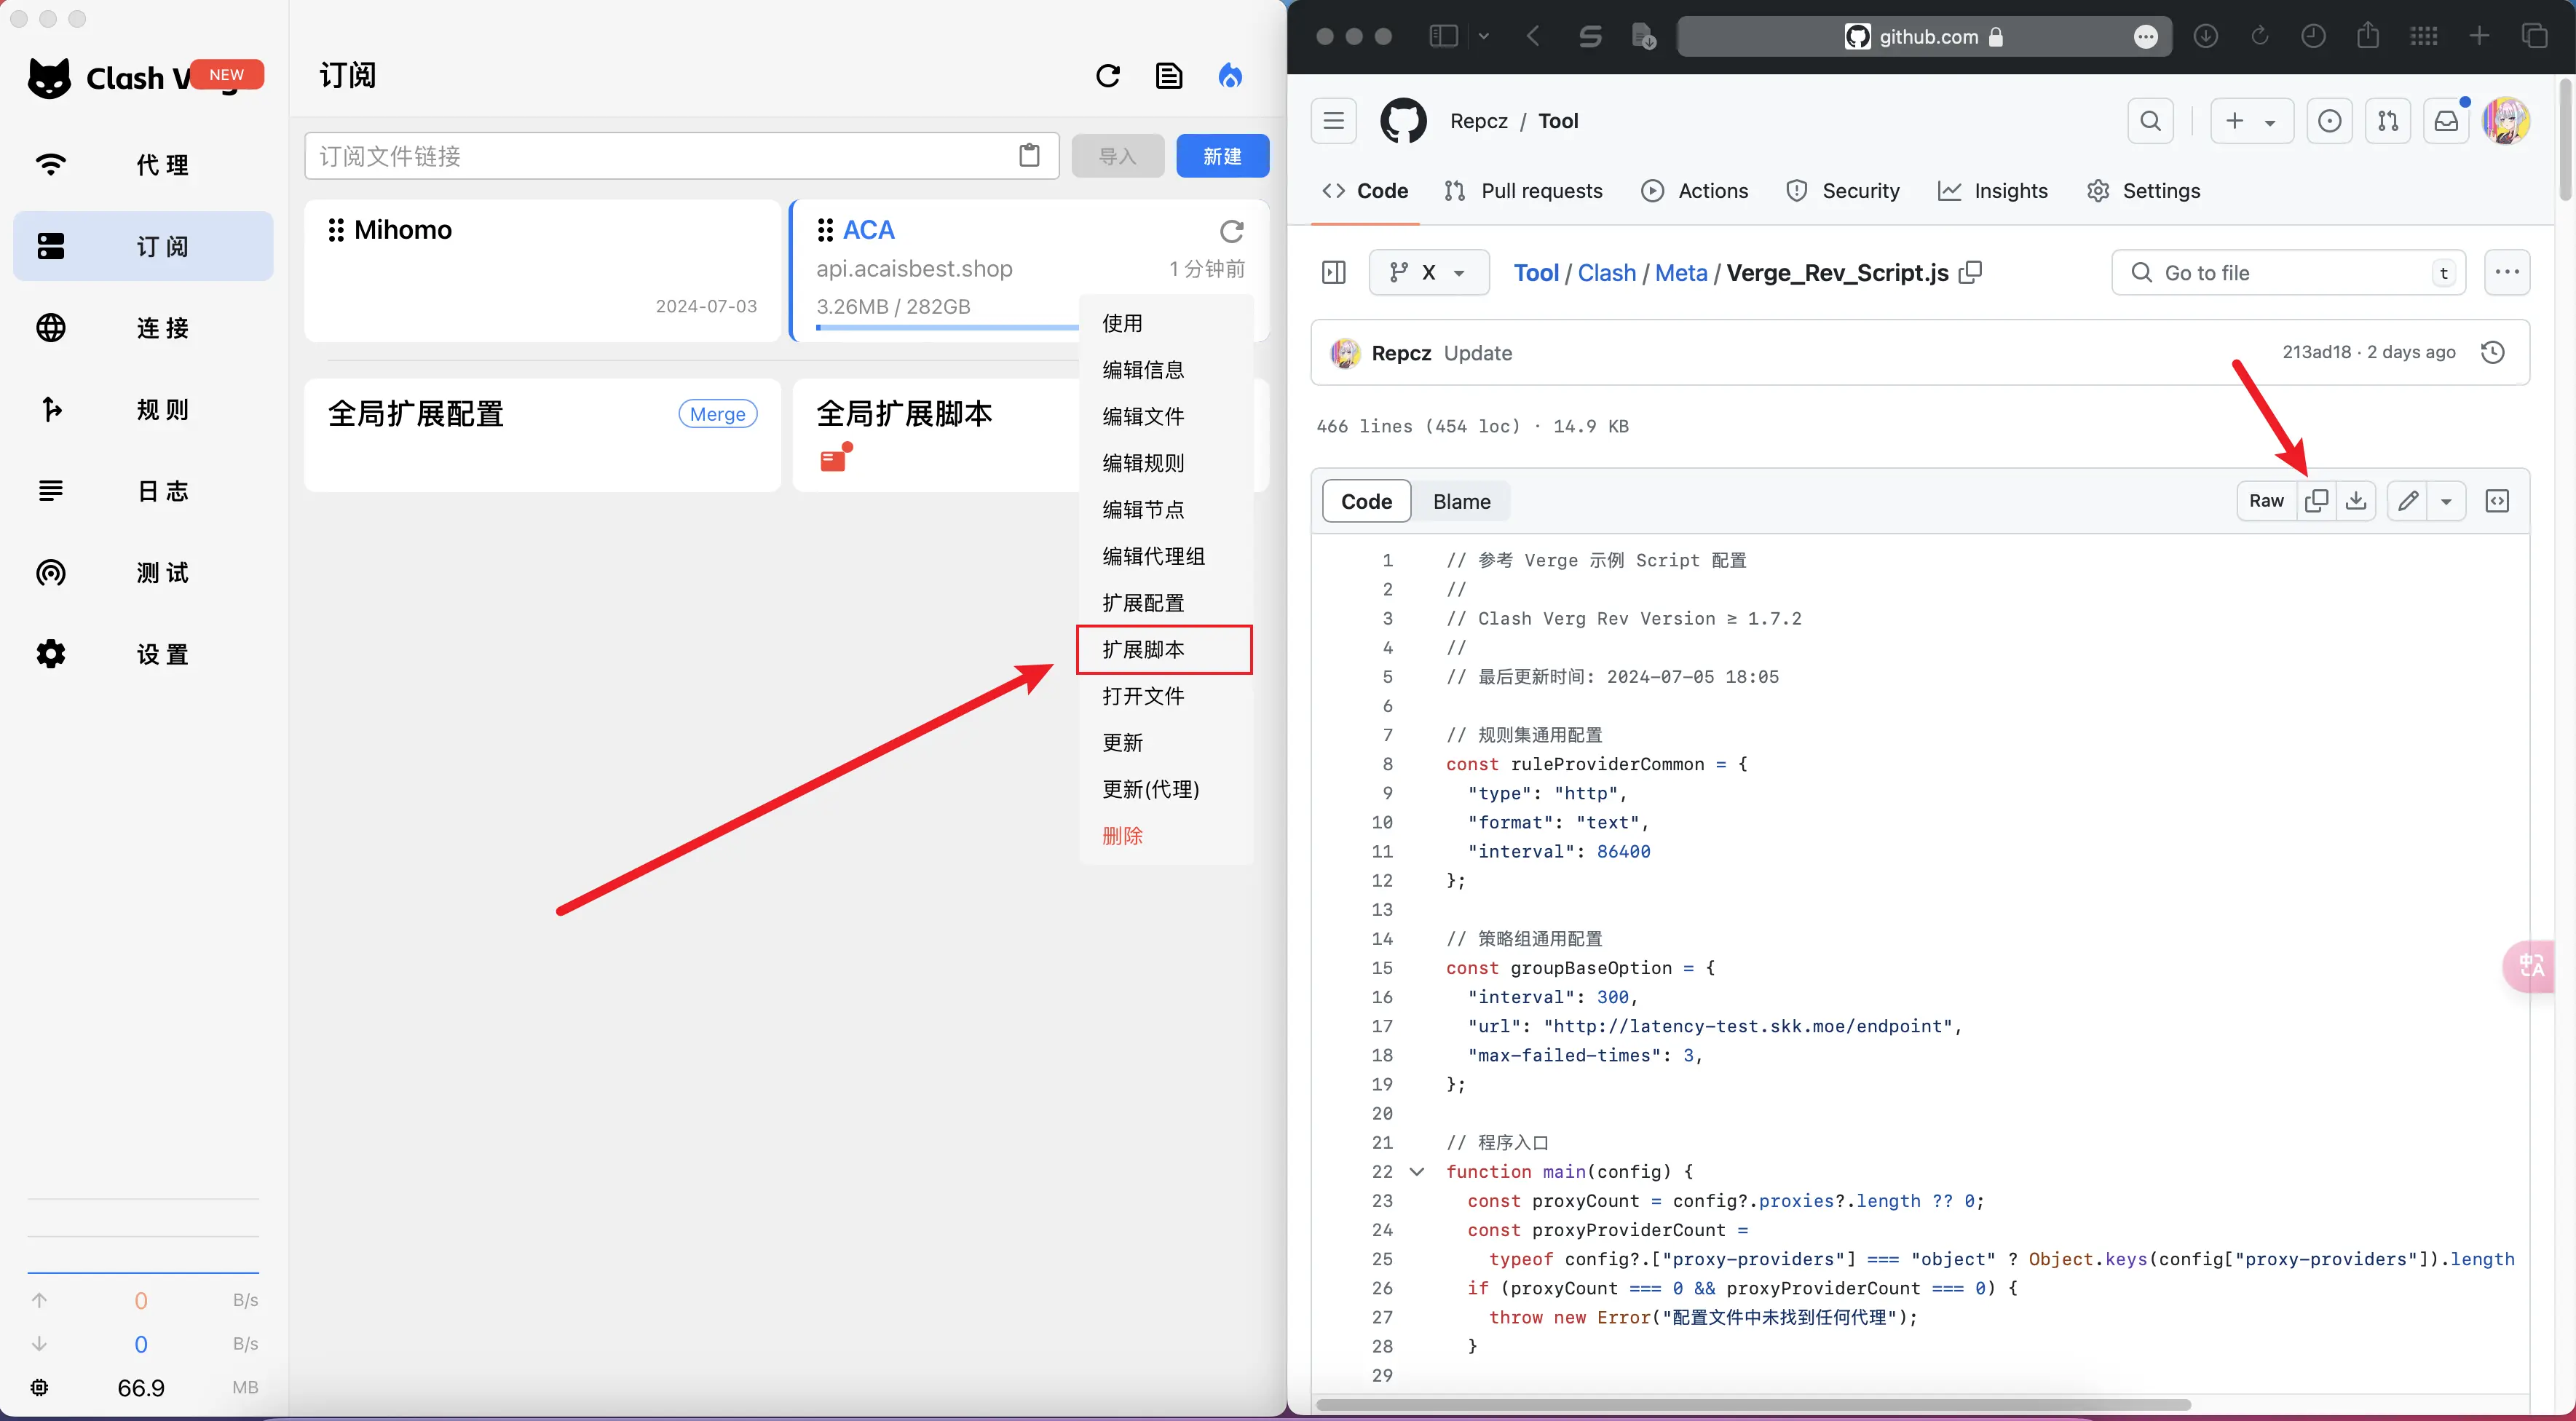 Clash V
NEW
代 理
订 阅
连 接
规 则
日 志
测 试
设 置
0 B/s
0 B/s
66.9 MB
订阅
订阅文件链接
导入
新建
Mihomo
2024-07-03
ACA
api.acaisbest.shop
1 分钟前
3.26MB / 282GB
全局扩展配置
Merge
全局扩展脚本
使用
编辑信息
编辑文件
编辑规则
编辑节点
编辑代理组
扩展配置
扩展脚本
打开文件
更新
更新(代理)
删除
github.com
Repcz / Tool
Code
Pull requests
Actions
Security
Insights
Settings
X
Tool / Clash / Meta / Verge_Rev_Script.js
Go to file
t
Repcz Update
213ad18 · 2 days ago
466 lines (454 loc) · 14.9 KB
Code
Blame
Raw
1 // 参考 Verge 示例 Script 配置
2 //
3 // Clash Verg Rev Version ≥ 1.7.2
4 //
5 // 最后更新时间: 2024-07-05 18:05
6
7 // 规则集通用配置
8 const ruleProviderCommon = {
9 "type": "http",
10 "format": "text",
11 "interval": 86400
12 };
13
14 // 策略组通用配置
15 const groupBaseOption = {
16 "interval": 300,
17 "url": "http://latency-test.skk.moe/endpoint",
18 "max-failed-times": 3,
19 };
20
21 // 程序入口
22 function main(config) {
23 const proxyCount = config?.proxies?.length ?? 0;
24 const proxyProviderCount =
25 typeof config?.["proxy-providers"] === "object" ? Object.keys(config["proxy-providers"]).length
26 if (proxyCount === 0 && proxyProviderCount === 0) {
27 throw new Error("配置文件中未找到任何代理");
28 }
29